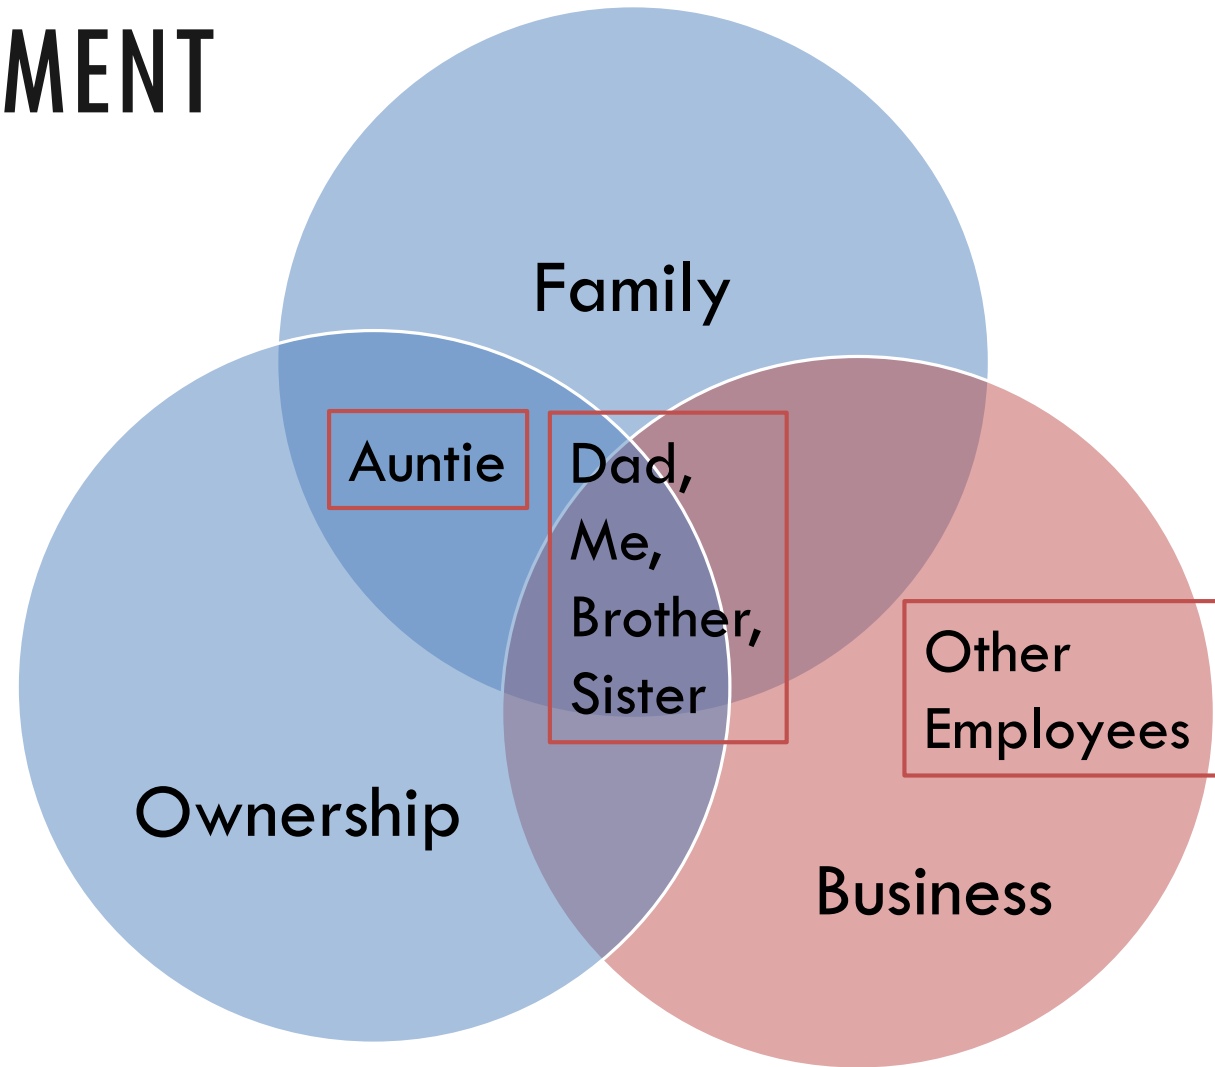 MENT
Family
Auntie
Dad,
Me,
Brother,
Sister
Other
Employees
Ownership
Business